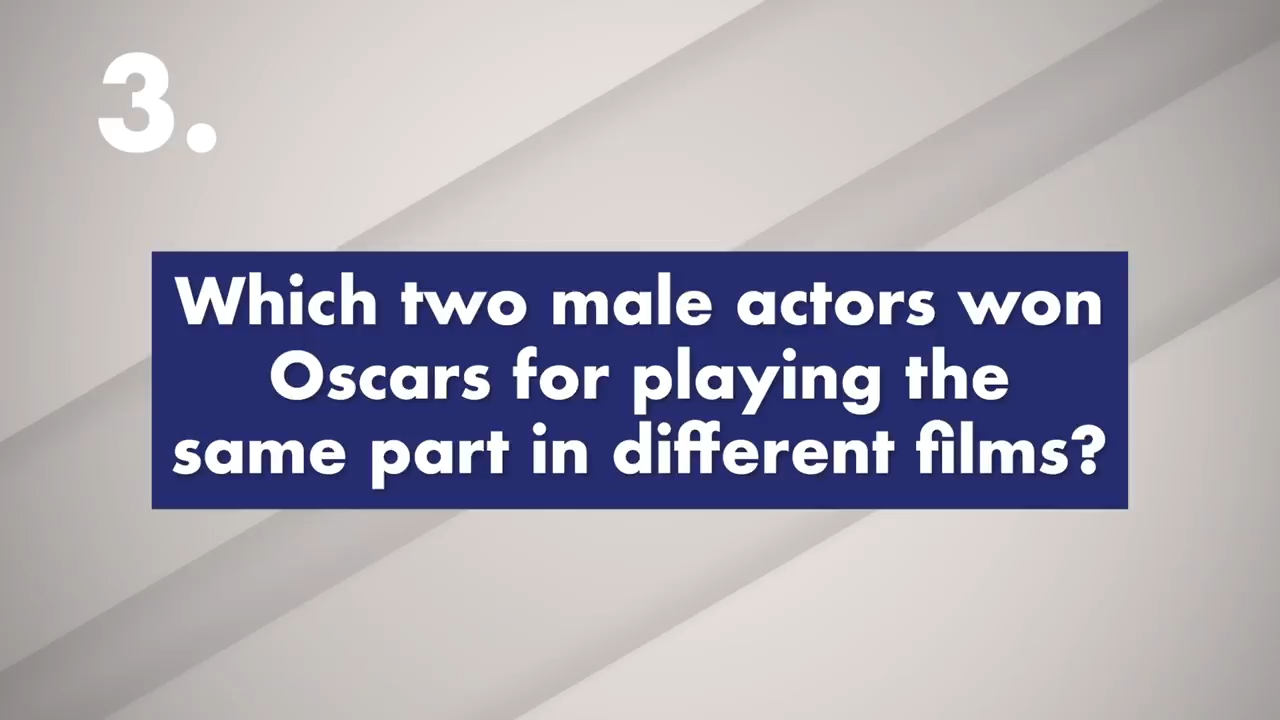 3.
Which two male actors won
Oscars for playing the
same part in different films?